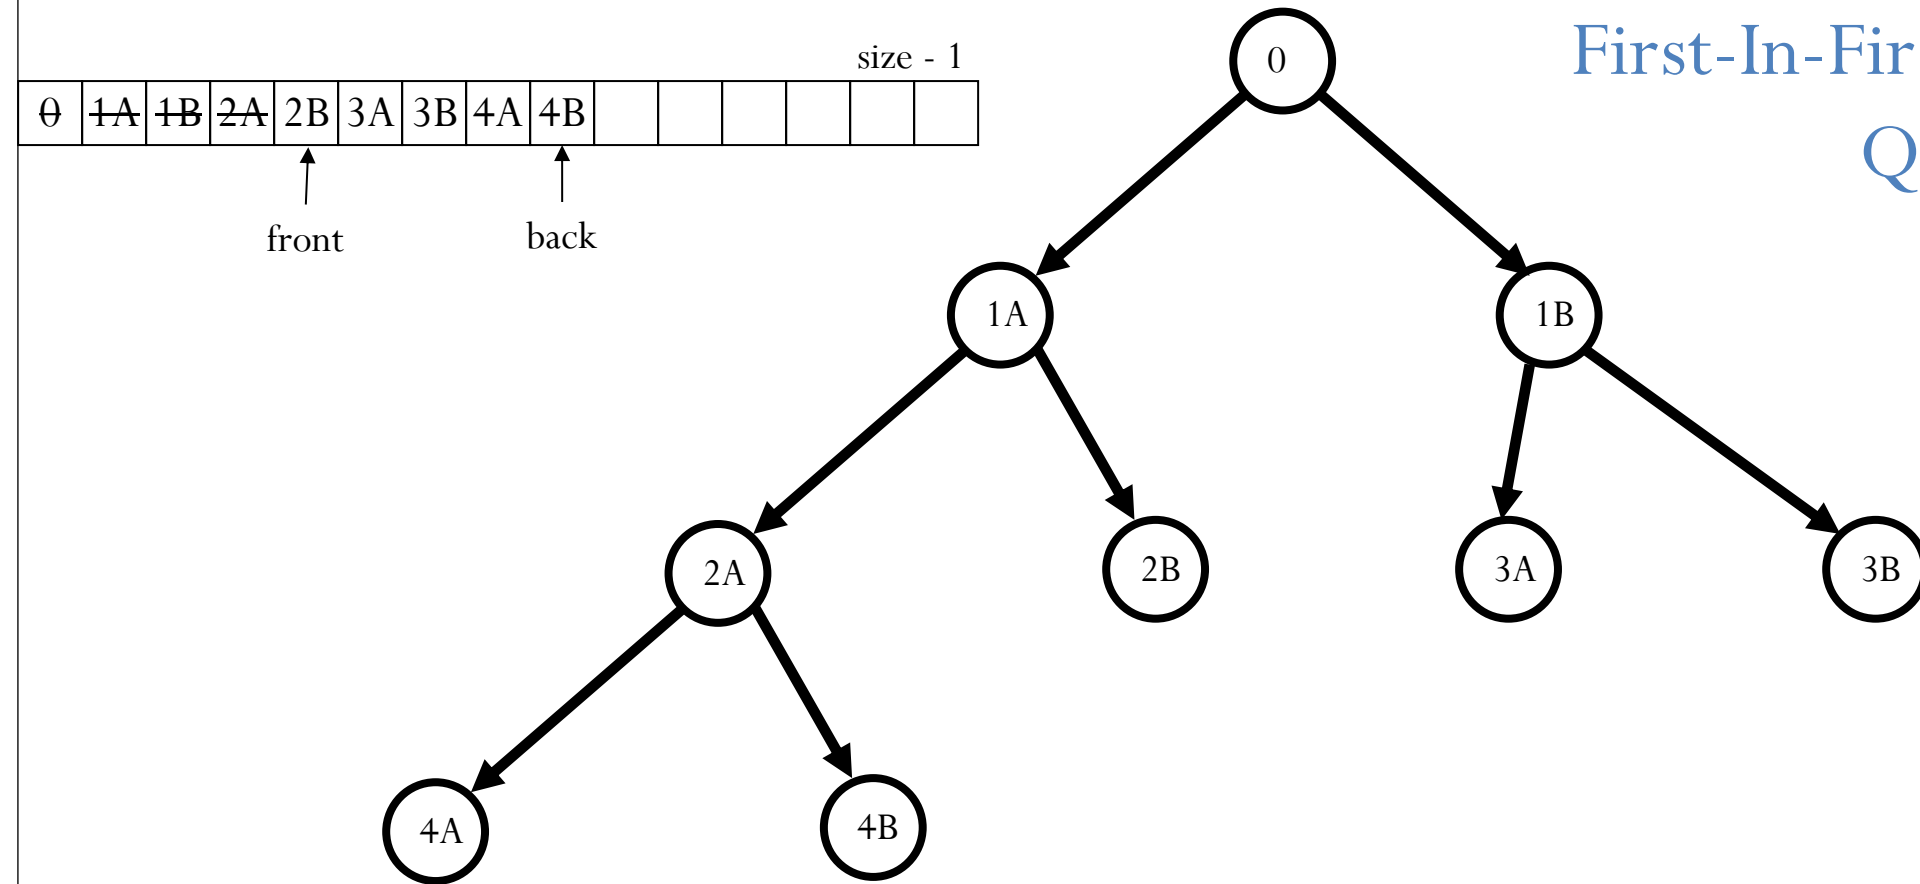 First-In-Fir
Q
size - 1
0 1A 1B 2A 2B 3A 3B 4A 4B
front back
0
1A 1B
2A 2B 3A 3B
4A 4B